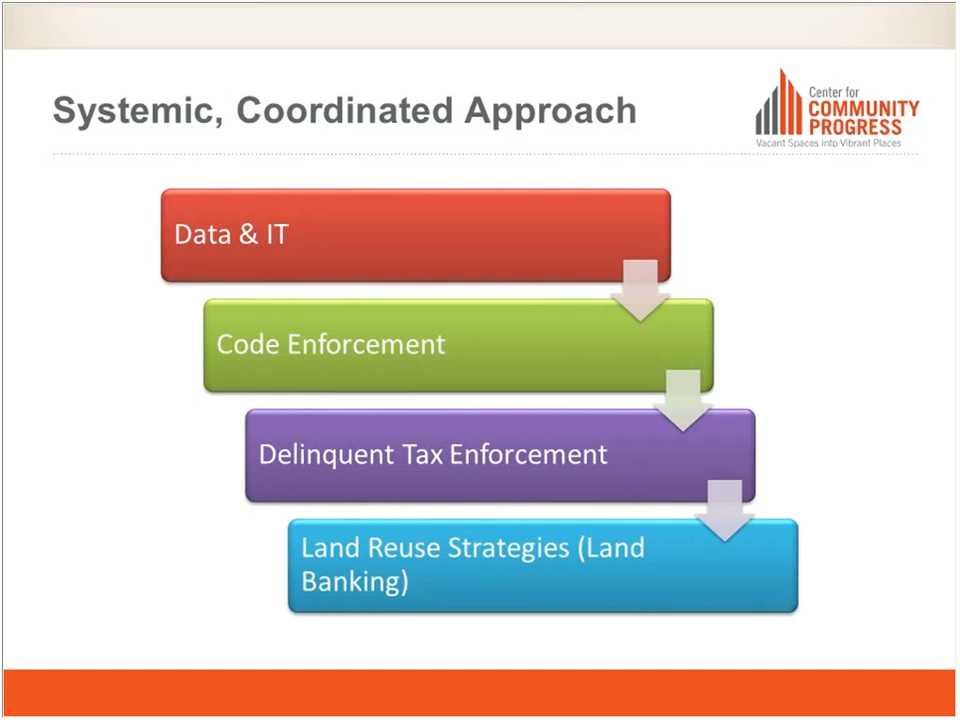 Systemic, Coordinated Approach
Center for
COMMUNITY
PROGRESS
Vacant Spaces into Vibrant Places
Data & IT
Code Enforcement
Delinquent Tax Enforcement
Land Reuse Strategies (Land
Banking)